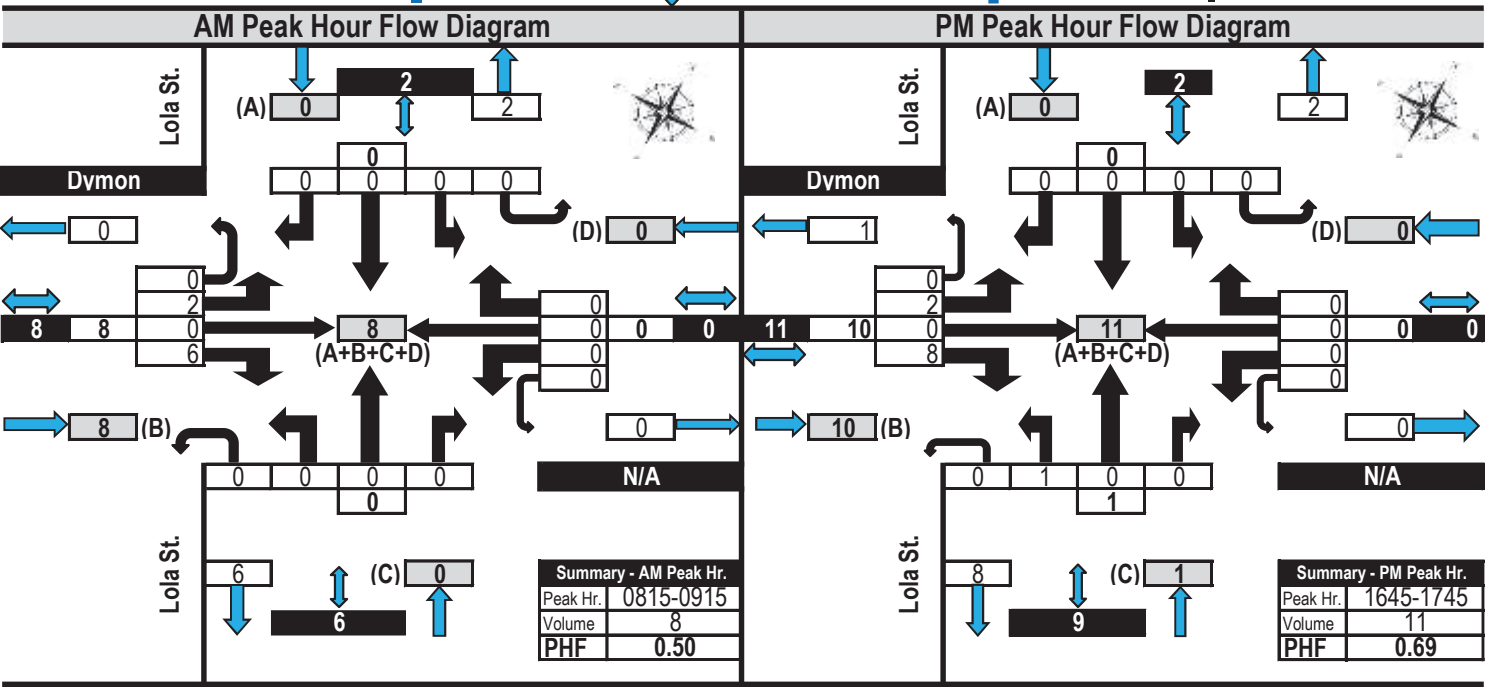 AM Peak Hour Flow Diagram
Lola St.
2
(A) 0 2
0
Dymon
0 0 0 0
0
(D) 0
0
2
0
8 8 0
8
0 0 0
6
(A+B+C+D)
0
0
8 (B)
0
0 0 0 0
N/A
0
Lola St.
6
(C) 0
6
Summary - AM Peak Hr.
Peak Hr. 0815-0915
Volume 8
PHF 0.50
PM Peak Hour Flow Diagram
Lola St.
2
(A) 0 2
0
Dymon
0 0 0 0
1
(D) 0
0
2
0
11 10 0
11
0 0 0
8
(A+B+C+D)
0
0
10 (B)
0
0 1 0 0
N/A
1
Lola St.
8
(C) 1
9
Summary - PM Peak Hr.
Peak Hr. 1645-1745
Volume 11
PHF 0.69